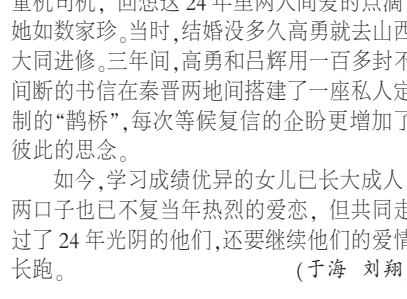 重机司机，回想这 24 年里两人间爱的点滴
她如数家珍。当时，结婚没多久高勇就去山西
大同进修。三年间，高勇和吕辉用一百多封不
间断的书信在秦晋两地间搭建了一座私人定
制的“鹊桥”，每次等候复信的企盼更增加了
彼此的思念。
如今，学习成绩优异的女儿已长大成人
两口子也已不复当年热烈的爱恋，但共同走
过了 24 年光阴的他们，还要继续他们的爱情
长跑。 （于海 刘翔